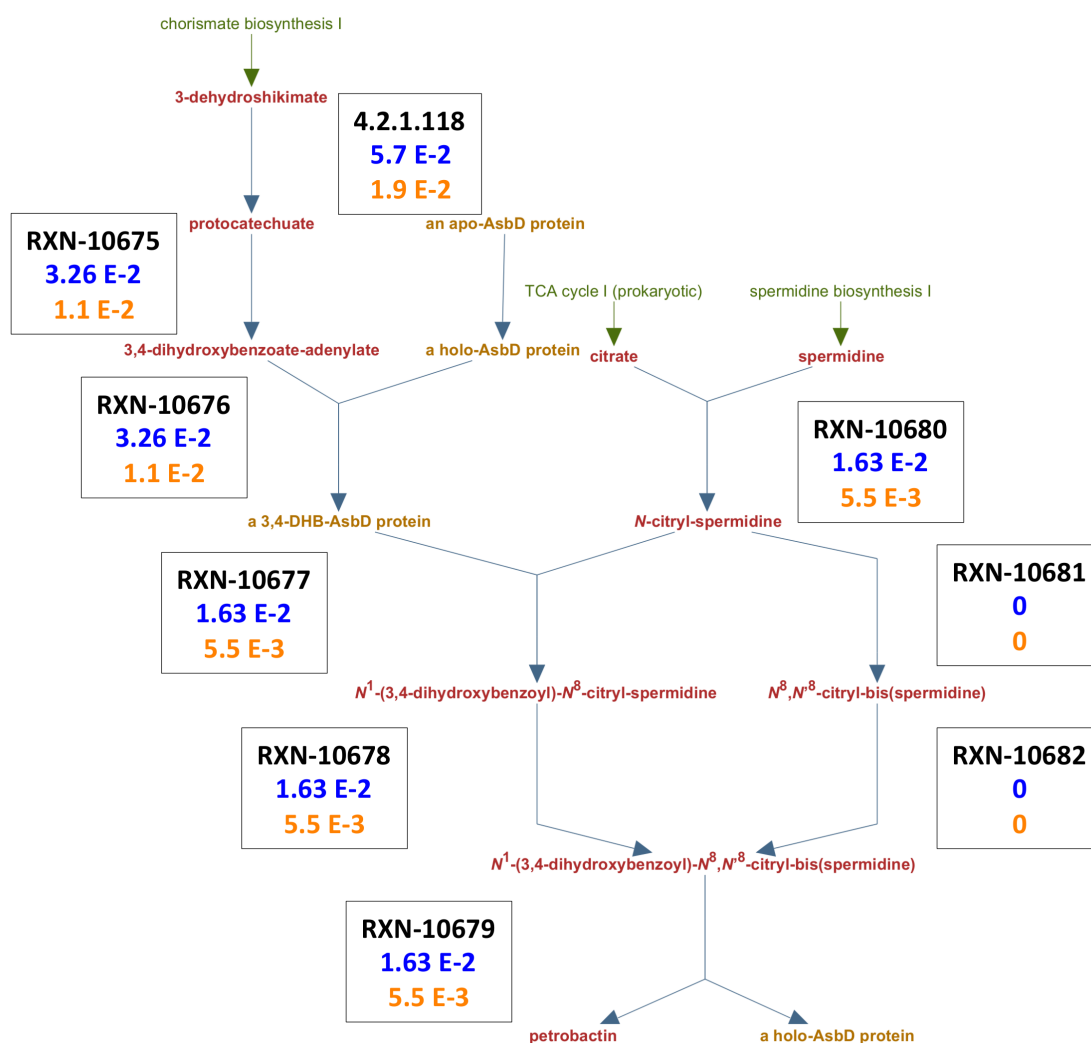 chorismate biosynthesis I
3-dehydroshikimate
4.2.1.118
5.7 E-2
1.9 E-2
protocatechuate
an apo-AsbD protein
RXN-10675
3.26 E-2
1.1 E-2
TCA cycle I (prokaryotic)
spermidine biosynthesis I
3,4-dihydroxybenzoate-adenylate
a holo-AsbD protein
citrate
spermidine
RXN-10676
3.26 E-2
1.1 E-2
RXN-10680
1.63 E-2
5.5 E-3
a 3,4-DHB-AsbD protein
N-citryl-spermidine
RXN-10677
1.63 E-2
5.5 E-3
RXN-10681
0
0
N¹-(3,4-dihydroxybenzoyl)-N⁸-citryl-spermidine
N⁸,N'⁸-citryl-bis(spermidine)
RXN-10678
1.63 E-2
5.5 E-3
RXN-10682
0
0
N¹-(3,4-dihydroxybenzoyl)-N⁸,N'⁸-citryl-bis(spermidine)
RXN-10679
1.63 E-2
5.5 E-3
petrobactin
a holo-AsbD protein